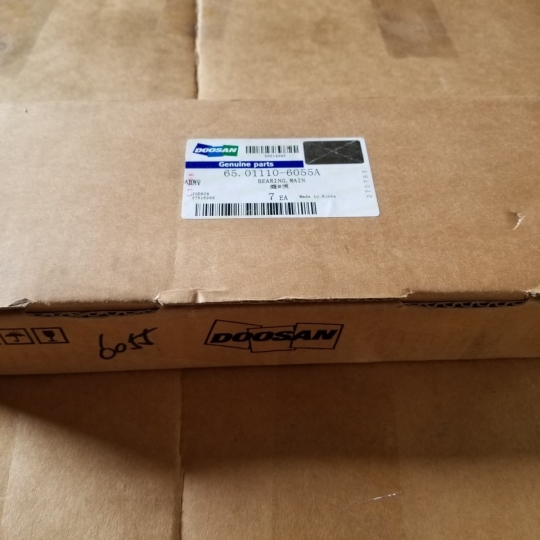 DOOSAN
Genuine parts
65.01110-6055A
BEARING,MAIN
7 EA
Made in Korea
6055
DOOSAN